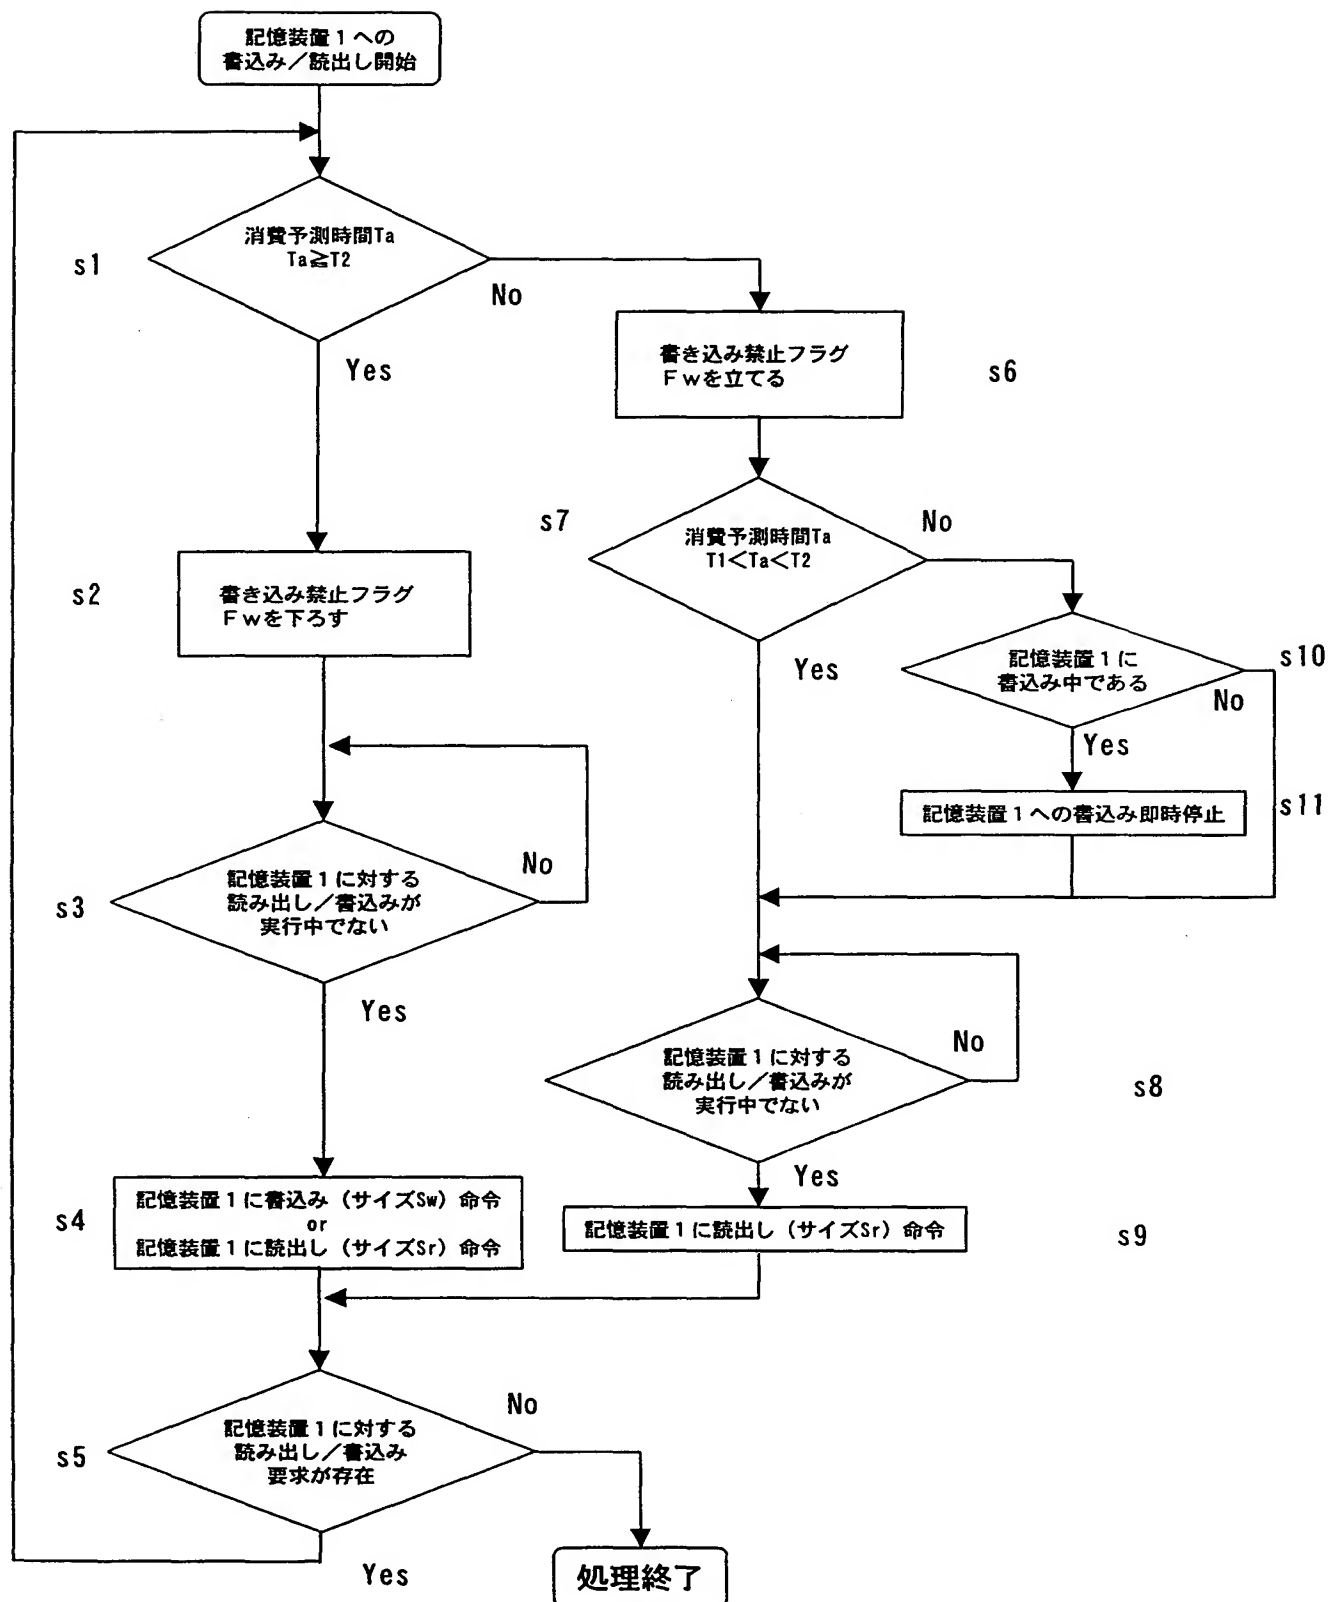 記憶装置１への
書込み／読出し開始
消費予測時間Ta
Ta≧T2
s1
No
Yes
書き込み禁止フラグ
Ｆｗを立てる
s6
s7
消費予測時間Ta
T1＜Ta＜T2
No
Yes
s2
書き込み禁止フラグ
Ｆｗを下ろす
記憶装置１に
書込み中である
s10
No
Yes
記憶装置１への書込み即時停止
s11
s3
記憶装置１に対する
読み出し／書込みが
実行中でない
No
Yes
記憶装置１に対する
読み出し／書込みが
実行中でない
No
s8
Yes
s4
記憶装置１に書込み（サイズSw）命令
or
記憶装置１に読出し（サイズSr）命令
記憶装置１に読出し（サイズSr）命令
s9
s5
記憶装置１に対する
読み出し／書込み
要求が存在
No
Yes
処理終了